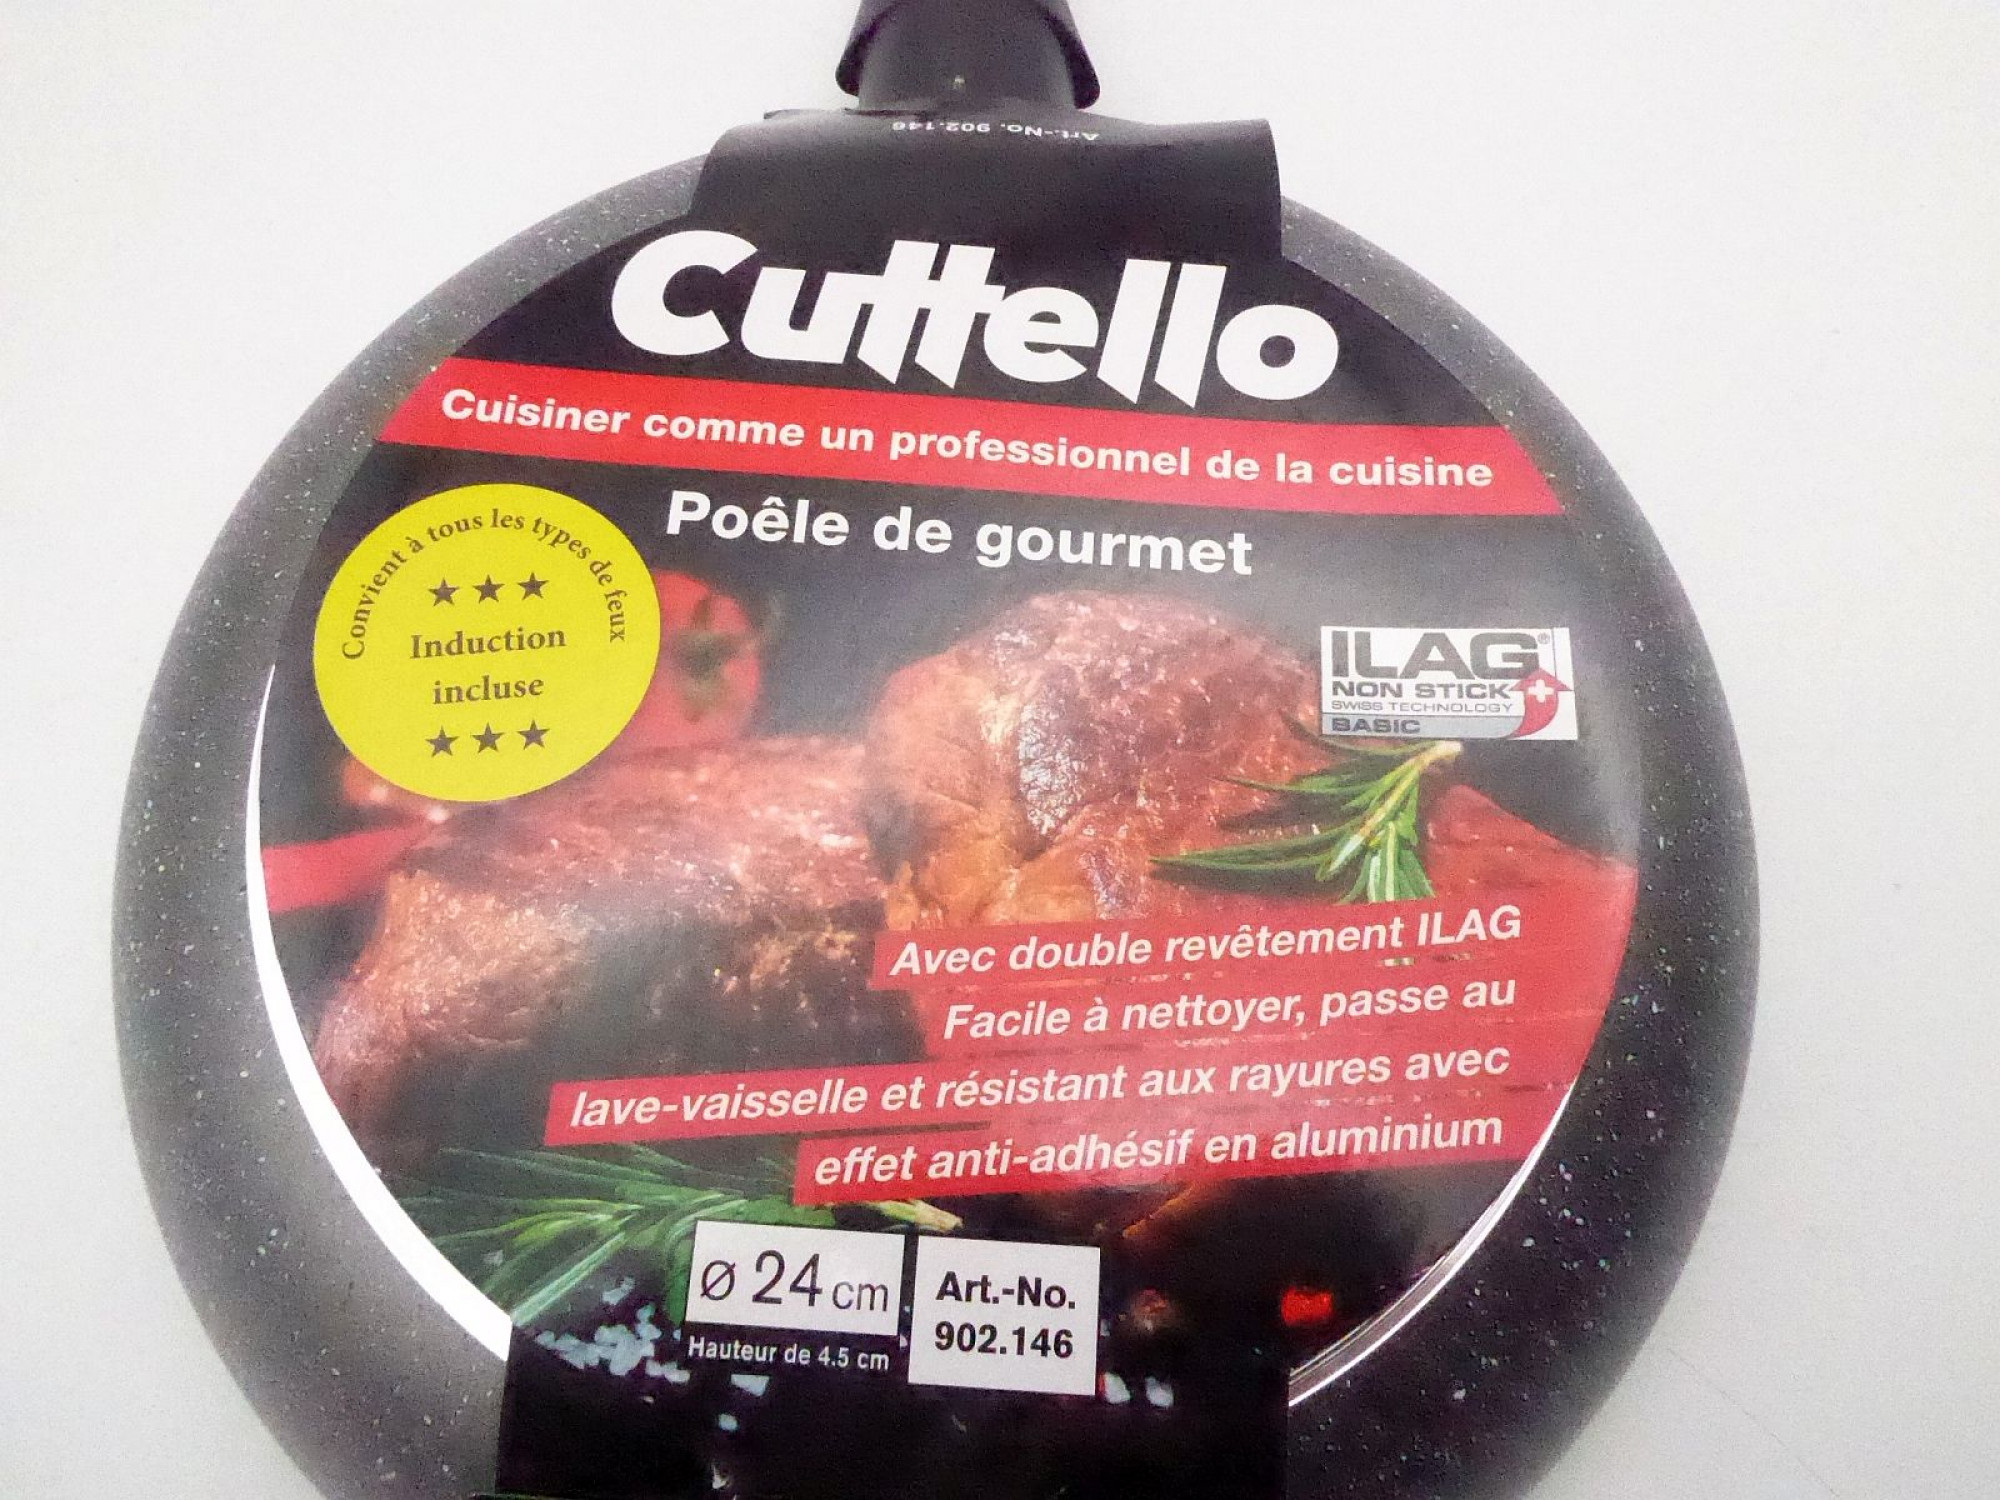 Art.-No. 902.146
Cuttello
Cuisiner comme un professionnel de la cuisine
Poêle de gourmet
Convient à tous les types de feux
Induction
incluse
ILAG®
NON STICK
SWISS TECHNOLOGY
BASIC
Avec double revêtement ILAG
Facile à nettoyer, passe au
lave-vaisselle et résistant aux rayures avec
effet anti-adhésif en aluminium
Ø 24 cm
Hauteur de 4.5 cm
Art.-No.
902.146